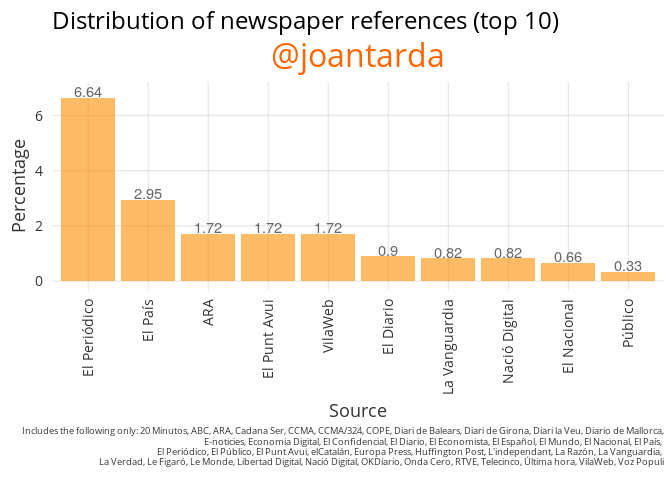 Distribution of newspaper references (top 10)
@joantarda
Percentage
6
4
2
0
6.64
2.95
1.72
1.72
1.72
0.9
0.82
0.82
0.66
0.33
El Periódico
El País
ARA
El Punt Avui
VilaWeb
El Diario
La Vanguardia
Nació Digital
El Nacional
Público
Source
Includes the following only: 20 Minutos, ABC, ARA, Cadana Ser, CCMA, CCMA/324, COPE, Diari de Balears, Diari de Girona, Diari la Veu, Diario de Mallorca,
E-noticies, Economia Digital, El Confidencial, El Diario, El Economista, El Español, El Mundo, El Nacional, El País,
El Periódico, El Público, El Punt Avui, elCatalán, Europa Press, Huffington Post, L'independant, La Razón, La Vanguardia,
La Verdad, Le Figaró, Le Monde, Libertad Digital, Nació Digital, OKDiario, Onda Cero, RTVE, Telecinco, Última hora, VilaWeb, Voz Populi